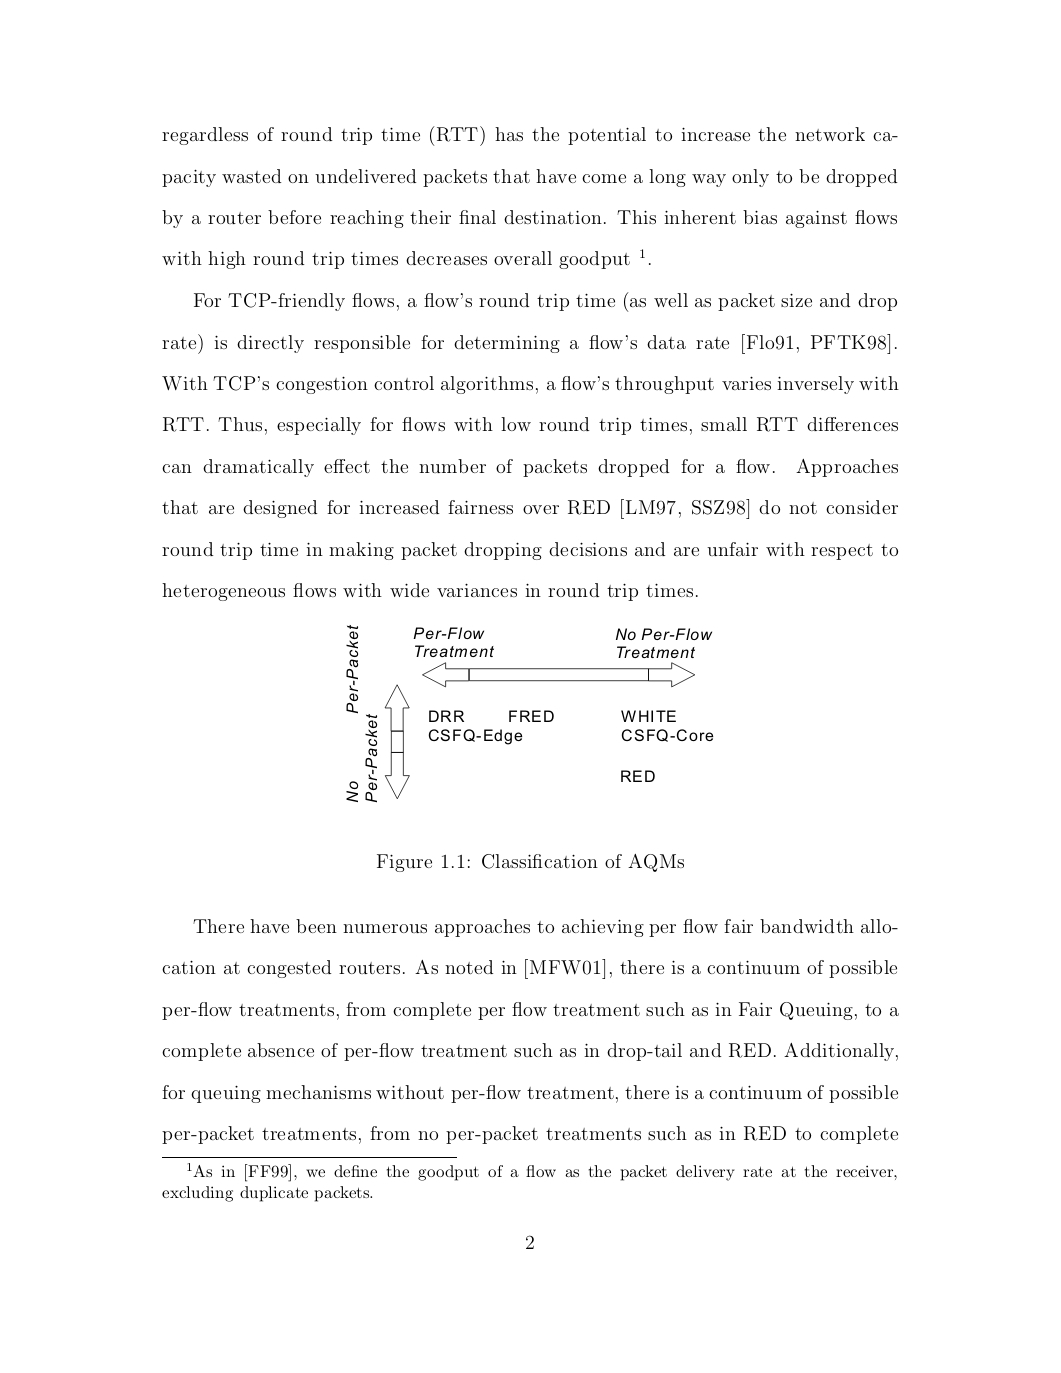 regardless of round trip time (RTT) has the potential to increase the network ca-
pacity wasted on undelivered packets that have come a long way only to be dropped
by a router before reaching their final destination. This inherent bias against flows
with high round trip times decreases overall goodput 1.
For TCP-friendly flows, a flow's round trip time (as well as packet size and drop
rate) is directly responsible for determining a flow's data rate [Flo91, PFTK98].
With TCP's congestion control algorithms, a flow's throughput varies inversely with
RTT. Thus, especially for flows with low round trip times, small RTT differences
can dramatically effect the number of packets dropped for a flow. Approaches
that are designed for increased fairness over RED [LM97, SSZ98] do not consider
round trip time in making packet dropping decisions and are unfair with respect to
heterogeneous flows with wide variances in round trip times.
Per-Flow
Treatment
No Per-Flow
Treatment
Per-Packet
No
Per-Packet
DRR FRED WHITE
CSFQ-Edge CSFQ-Core
RED
Figure 1.1: Classification of AQMs
There have been numerous approaches to achieving per flow fair bandwidth allo-
cation at congested routers. As noted in [MFW01], there is a continuum of possible
per-flow treatments, from complete per flow treatment such as in Fair Queuing, to a
complete absence of per-flow treatment such as in drop-tail and RED. Additionally,
for queuing mechanisms without per-flow treatment, there is a continuum of possible
per-packet treatments, from no per-packet treatments such as in RED to complete
1As in [FF99], we define the goodput of a flow as the packet delivery rate at the receiver,
excluding duplicate packets.
2